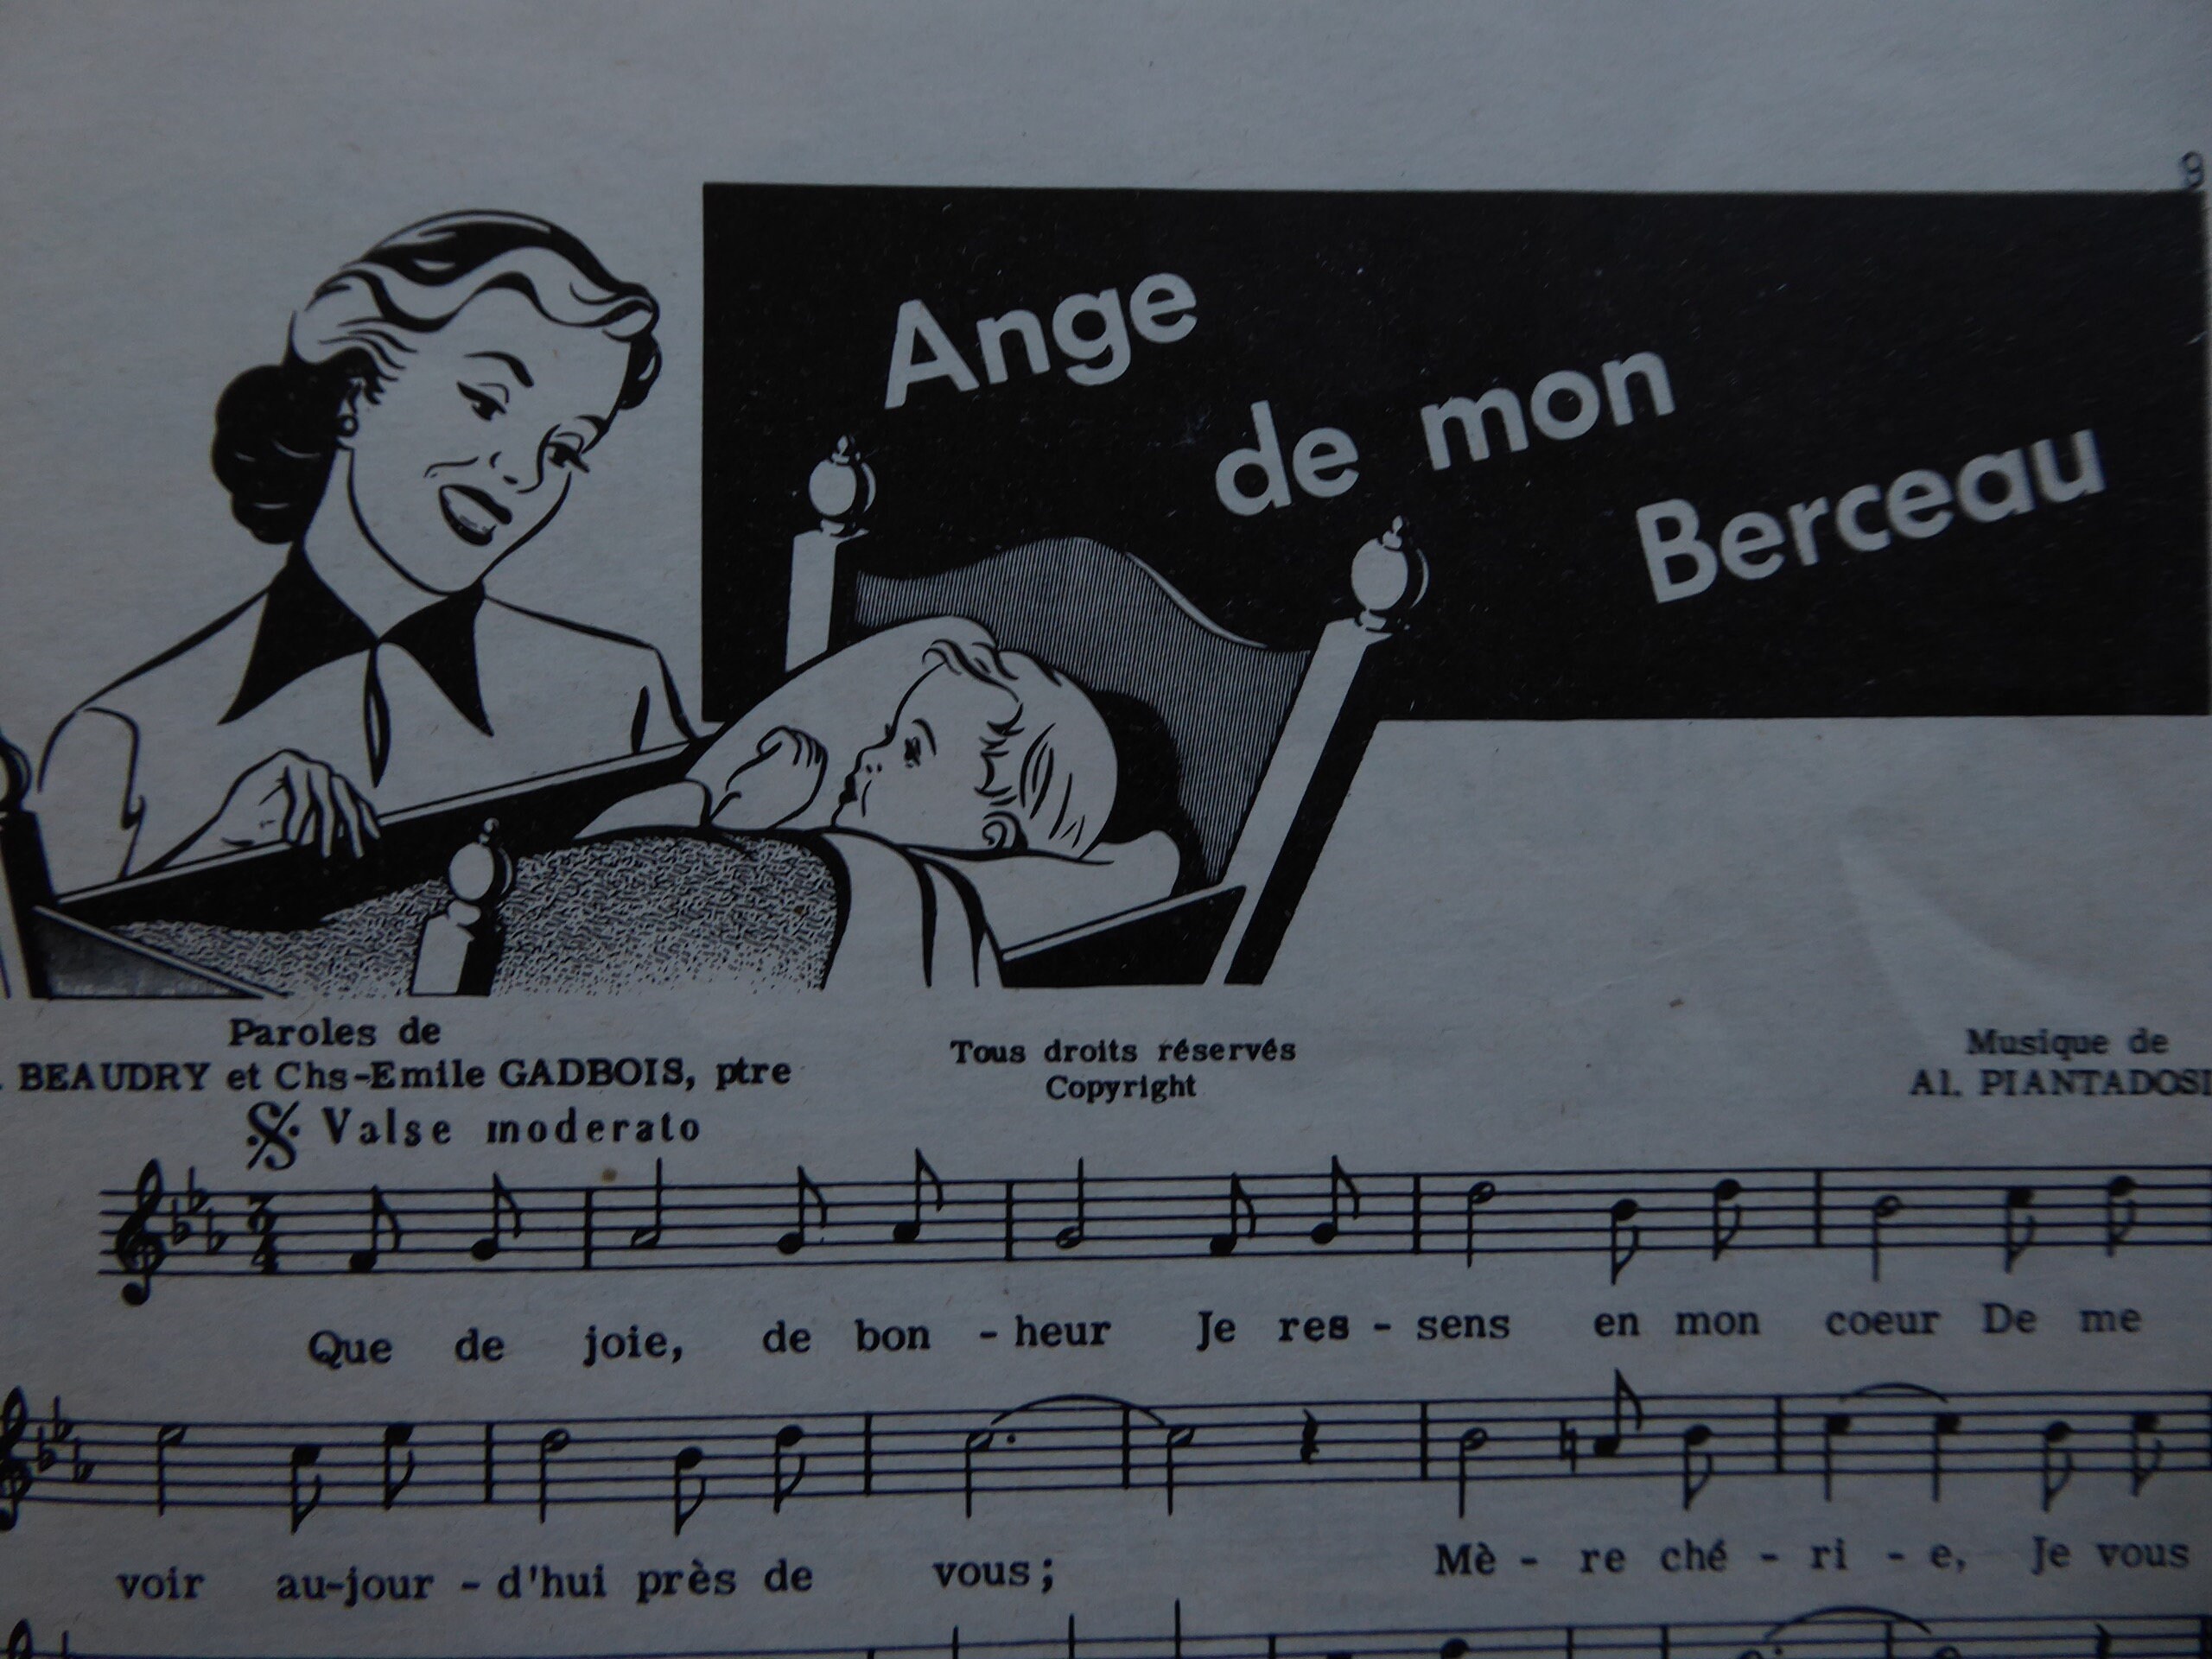 Ange
de mon
Berceau
Paroles de
BEAUDRY et Chs-Emile GADBOIS, ptre
Tous droits réservés
Copyright
Musique de
Al. PIANTADOSI
Valse moderato
3
4
Que de joie, de bon - heur Je res - sens en mon coeur De me
voir au-jour - d'hui près de vous;
Mè - re ché - ri - e, Je vous